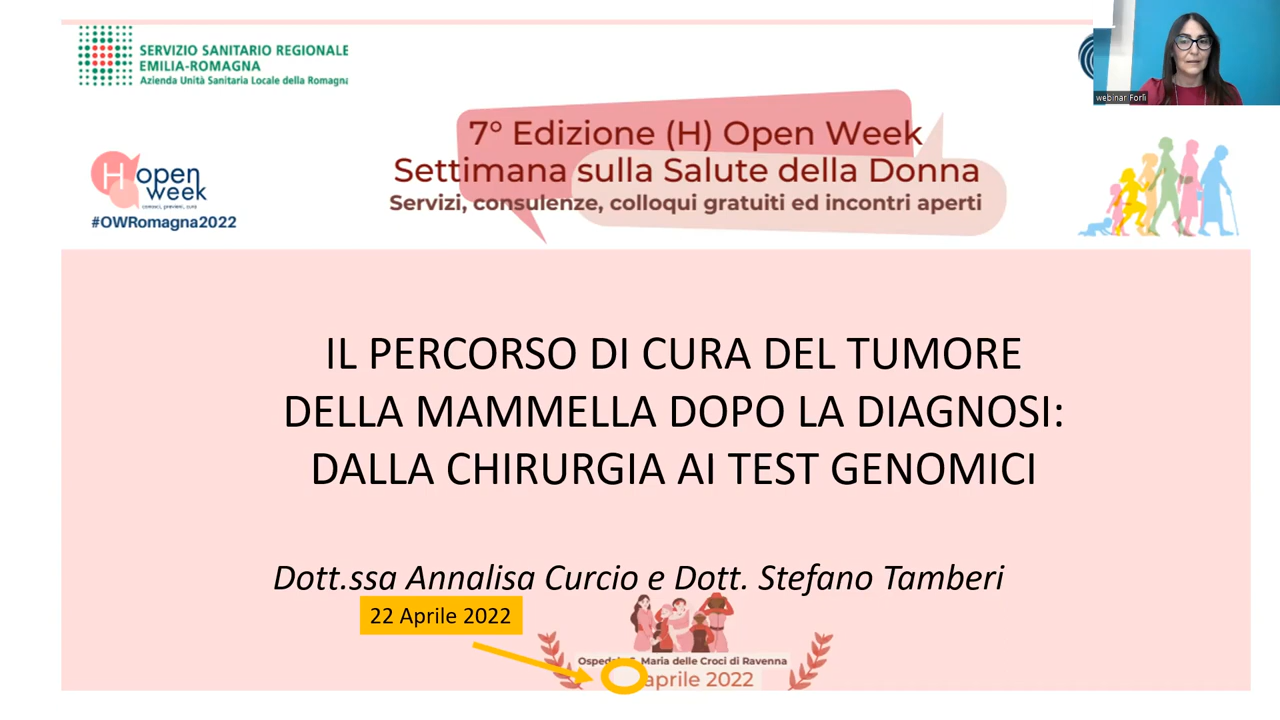 SERVIZIO SANITARIO REGIONALE
EMILIA-ROMAGNA
Azienda Unità Sanitaria Locale della Romagna
webinar Forlì
7° Edizione (H) Open Week
Settimana sulla Salute della Donna
Servizi, consulenze, colloqui gratuiti ed incontri aperti
H open
week
conosci, previeni, cura
#OWRomagna2022
IL PERCORSO DI CURA DEL TUMORE
DELLA MAMMELLA DOPO LA DIAGNOSI:
DALLA CHIRURGIA AI TEST GENOMICI
Dott.ssa Annalisa Curcio e Dott. Stefano Tamberi
22 Aprile 2022
Maria delle Croci di Ravenna
aprile 2022